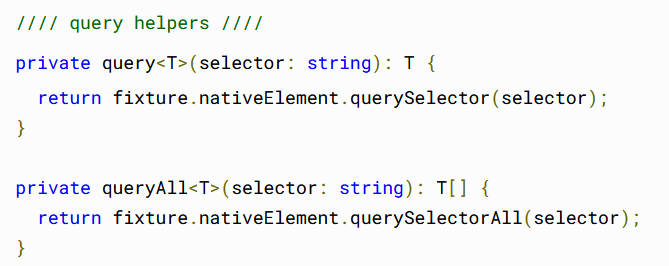 //// query helpers ////
private query<T>(selector: string): T {
  return fixture.nativeElement.querySelector(selector);
}

private queryAll<T>(selector: string): T[] {
  return fixture.nativeElement.querySelectorAll(selector);
}